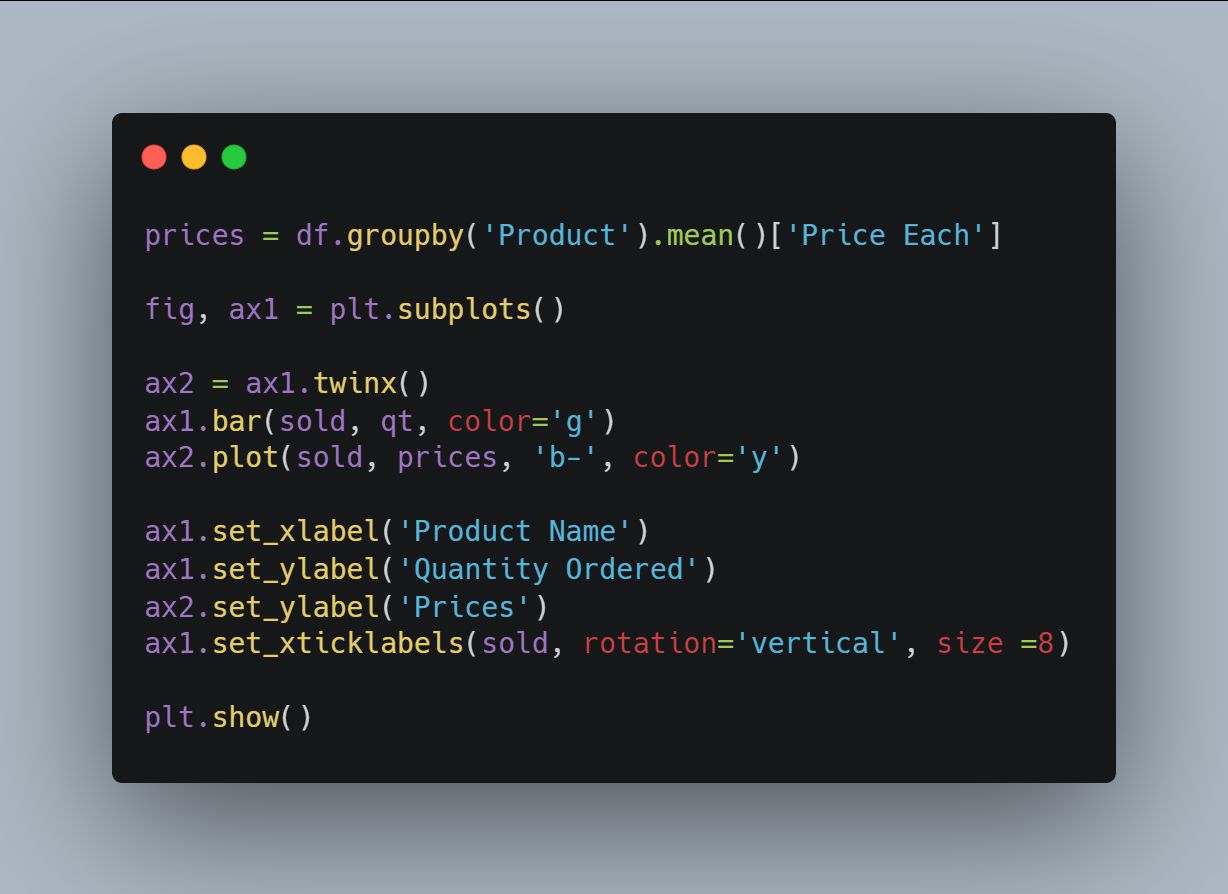 prices = df.groupby('Product').mean()['Price Each']
fig, ax1 = plt.subplots()
ax2 = ax1.twinx()
ax1.bar(sold, qt, color='g')
ax2.plot(sold, prices, 'b-', color='y')
ax1.set_xlabel('Product Name')
ax1.set_ylabel('Quantity Ordered')
ax2.set_ylabel('Prices')
ax1.set_xticklabels(sold, rotation='vertical', size =8)
plt.show()